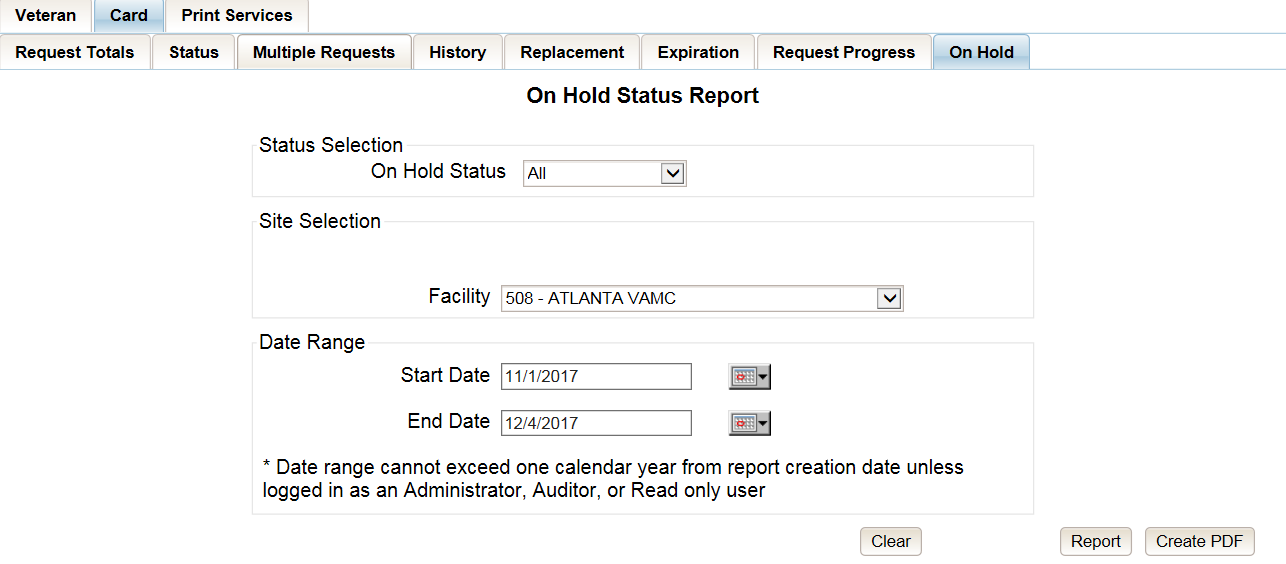 Veteran Card Print Services
Request Totals Status Multiple Requests History Replacement Expiration Request Progress On Hold
On Hold Status Report
Status Selection
On Hold Status All
Site Selection
Facility 508 - ATLANTA VAMC
Date Range
Start Date 11/1/2017
End Date 12/4/2017
* Date range cannot exceed one calendar year from report creation date unless
logged in as an Administrator, Auditor, or Read only user
Clear Report Create PDF